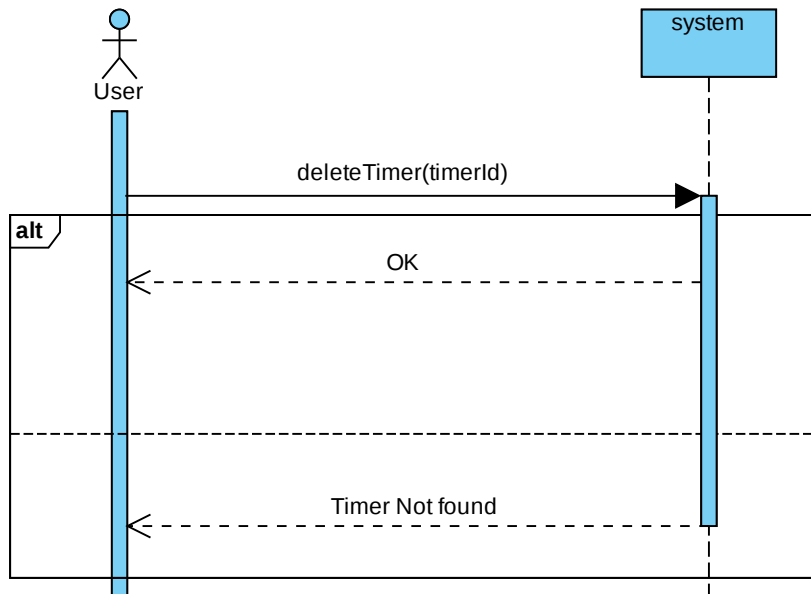 User
system
deleteTimer(timerId)
alt
OK
Timer Not found